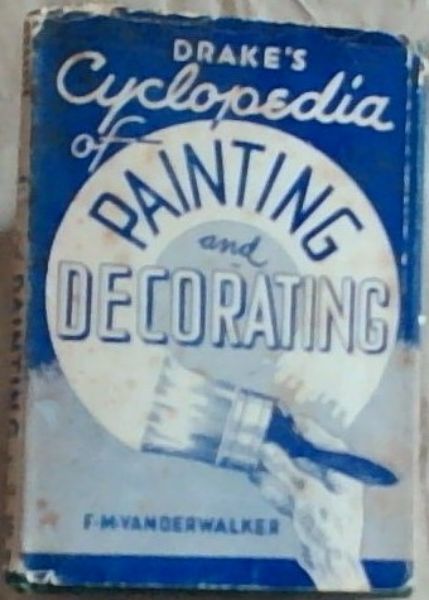 DRAKE'S
Cyclopedia
of
PAINTING
and
DECORATING
F·M·VANDERWALKER